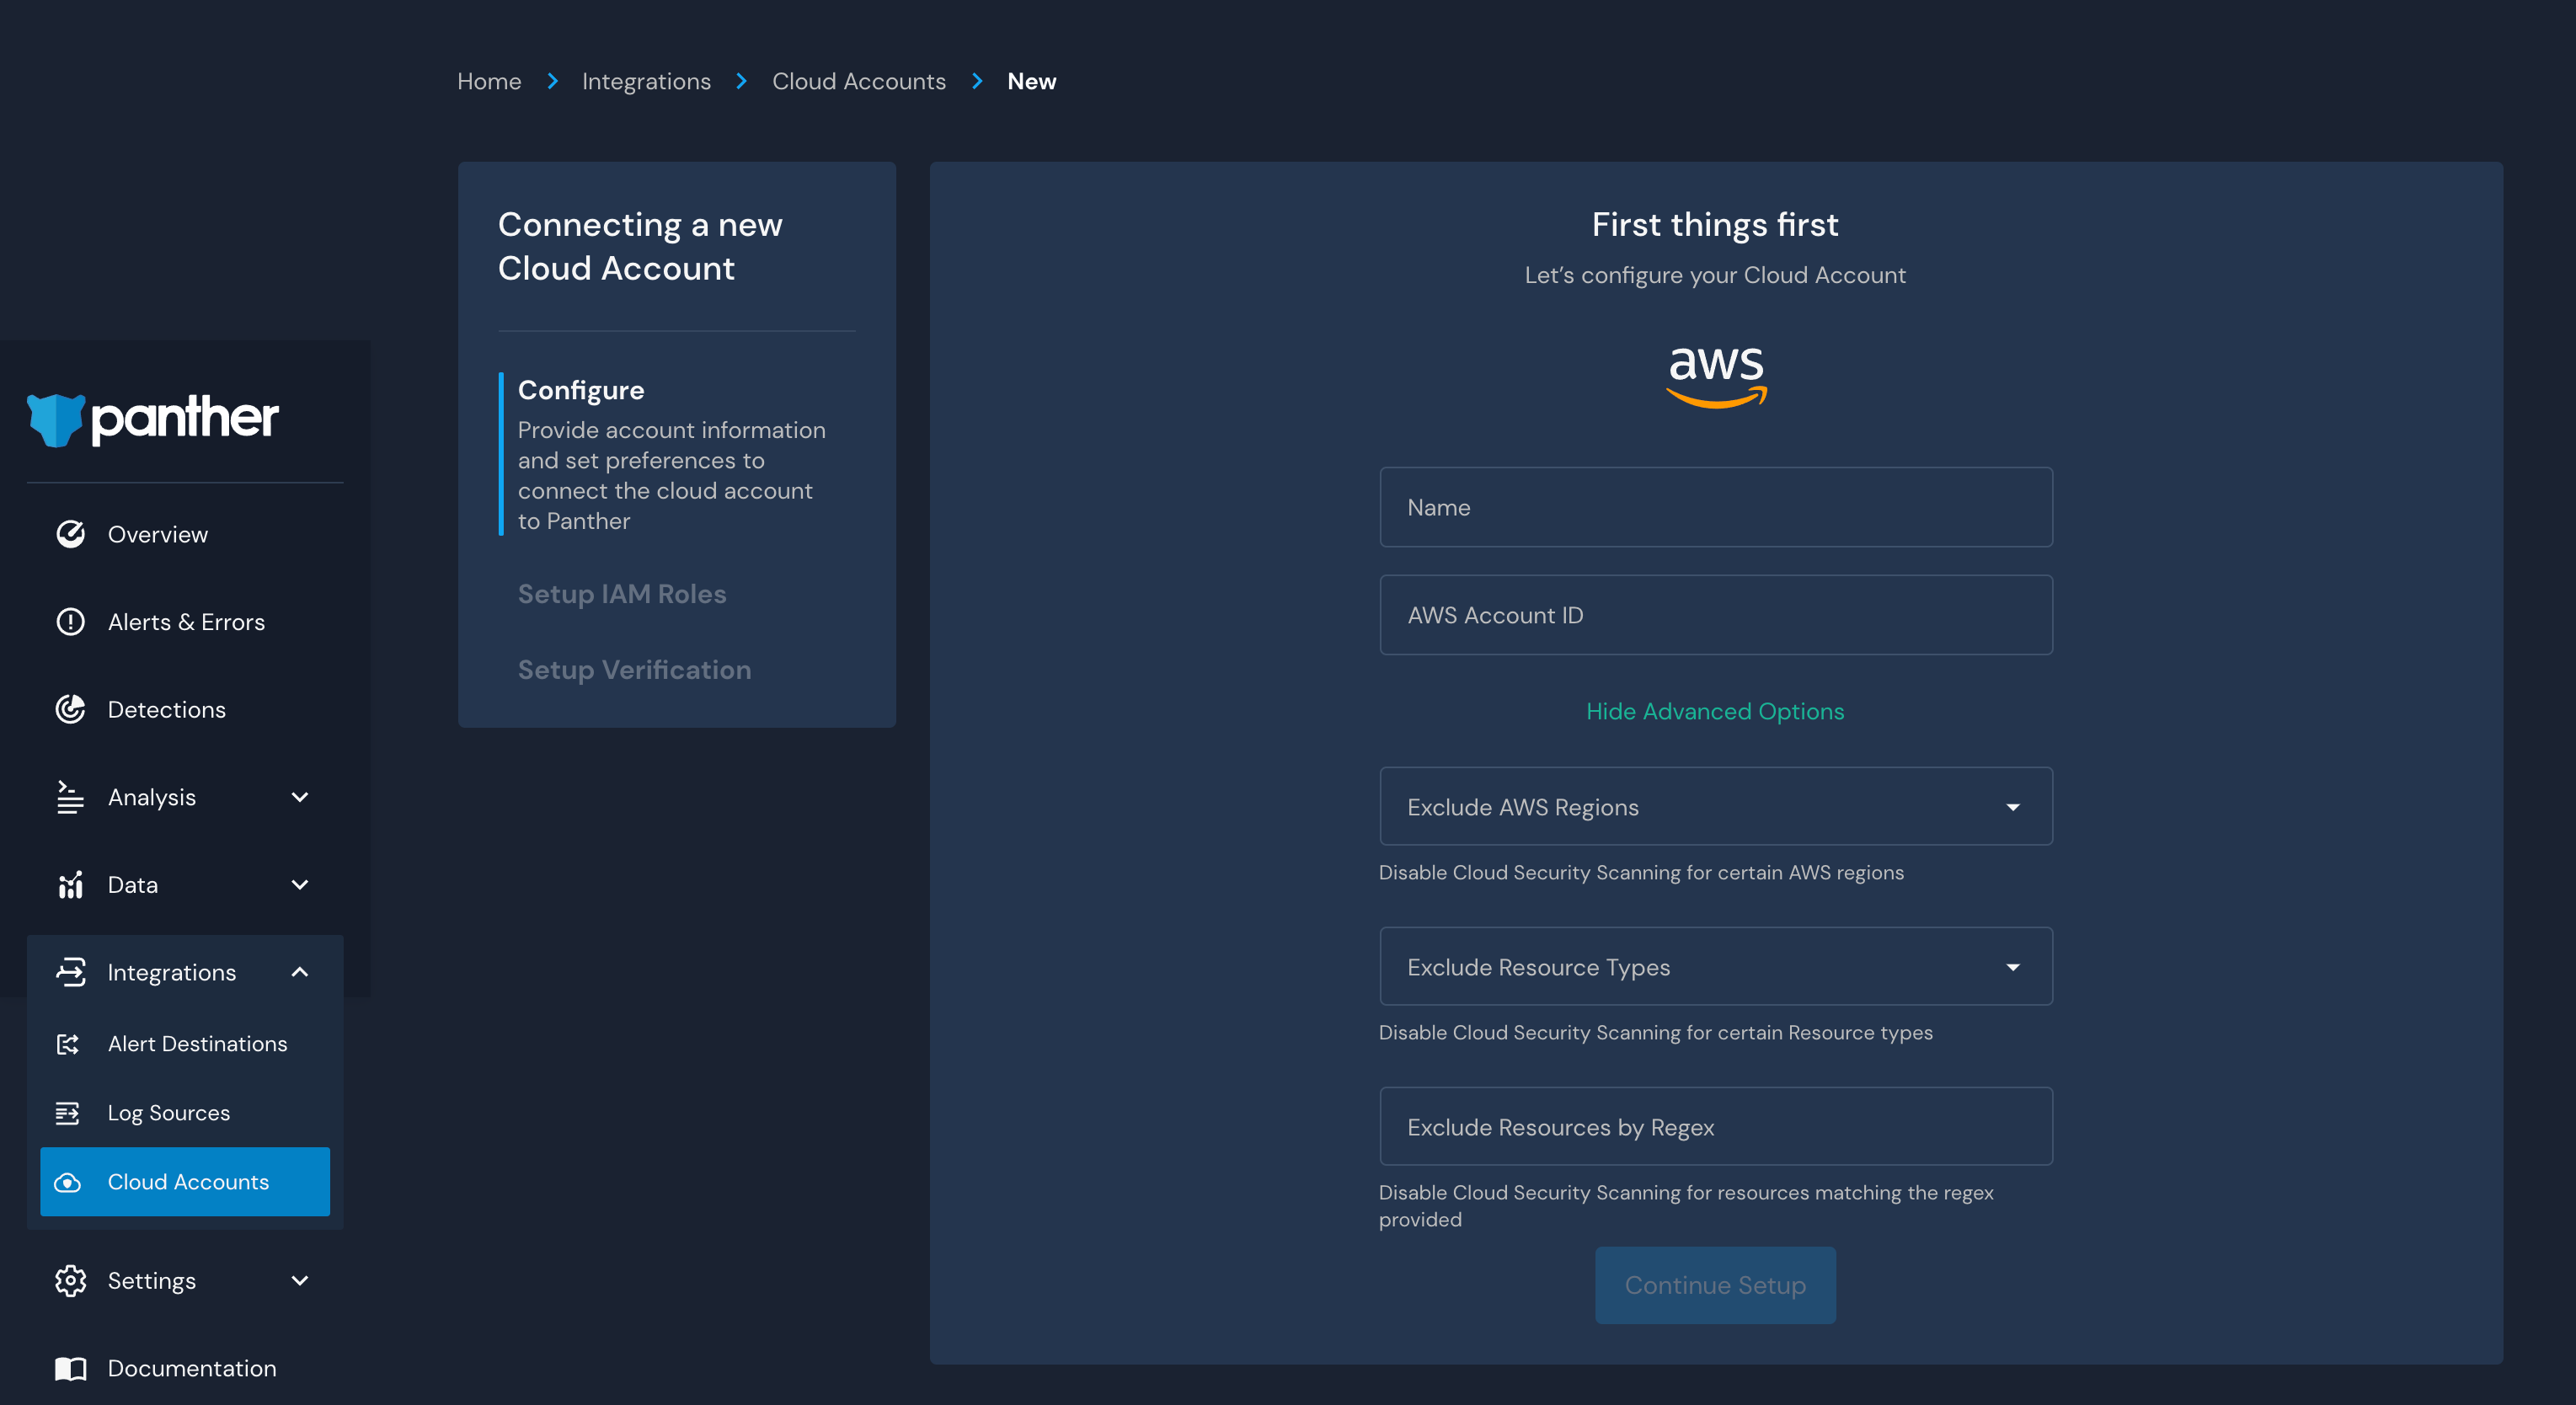 Home Integrations Cloud Accounts New
panther
Overview
Alerts & Errors
Detections
Analysis
Data
Integrations
Alert Destinations
Log Sources
Cloud Accounts
Settings
Documentation
Connecting a new
Cloud Account
Configure
Provide account information
and set preferences to
connect the cloud account
to Panther
Setup IAM Roles
Setup Verification
First things first
Let’s configure your Cloud Account
aws
Name
AWS Account ID
Hide Advanced Options
Exclude AWS Regions
Disable Cloud Security Scanning for certain AWS regions
Exclude Resource Types
Disable Cloud Security Scanning for certain Resource types
Exclude Resources by Regex
Disable Cloud Security Scanning for resources matching the regex
provided
Continue Setup